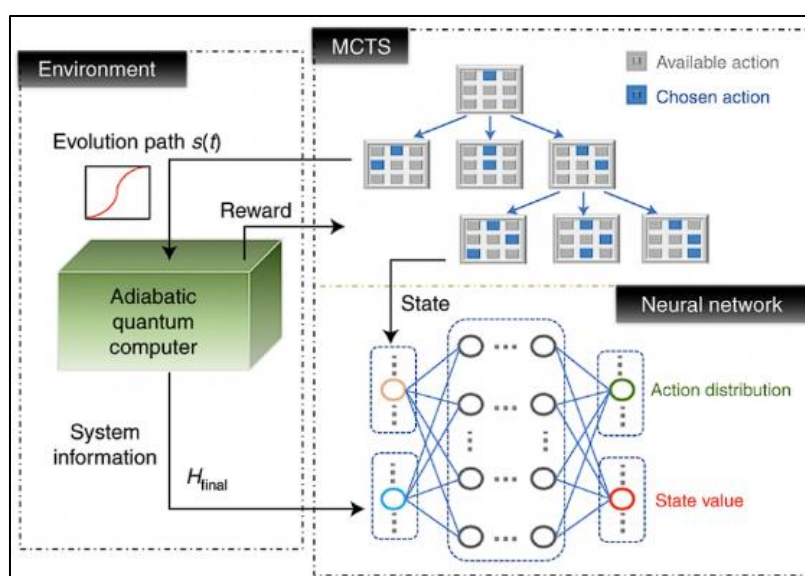 Environment
MCTS
Available action
Chosen action
Evolution path s(t)
Reward
Adiabatic
quantum
computer
State
Neural network
Action distribution
System
information
H_final
State value